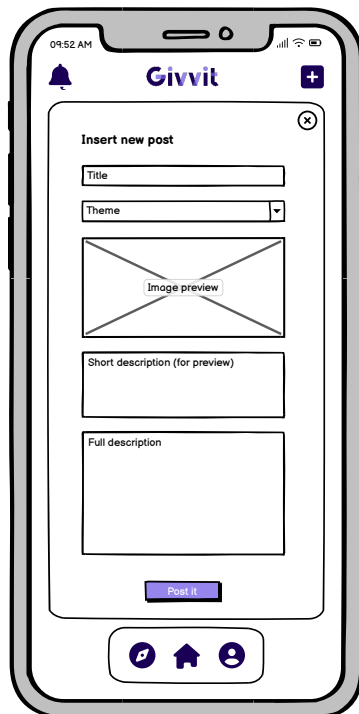 09:52 AM
Givvit
Insert new post
Title
Theme
Image preview
Short description (for preview)
Full description
Post it